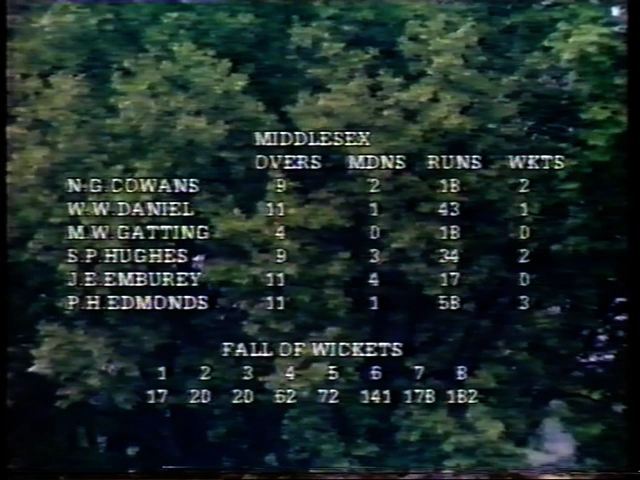 MIDDLESEX
OVERS MDNS RUNS WKTS
N.G.COWANS 9 2 18 2
W.W.DANIEL 11 1 43 1
M.W.GATTING 4 0 18 0
S.P.HUGHES 9 3 34 2
J.E.EMBUREY 11 4 17 0
P.H.EDMONDS 11 1 58 3
FALL OF WICKETS
1 2 3 4 5 6 7 8
17 20 20 62 72 141 178 182